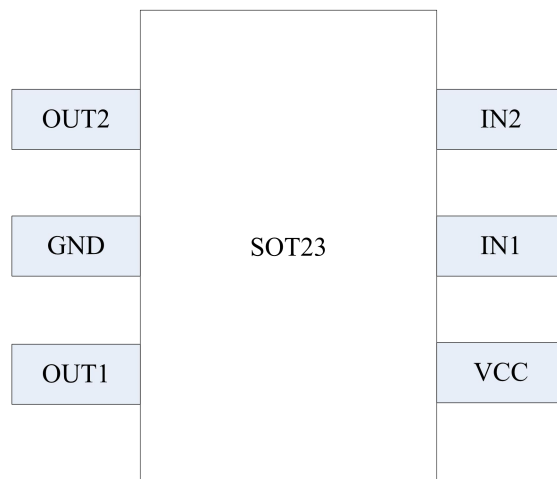 OUT2
IN2
GND
SOT23
IN1
OUT1
VCC